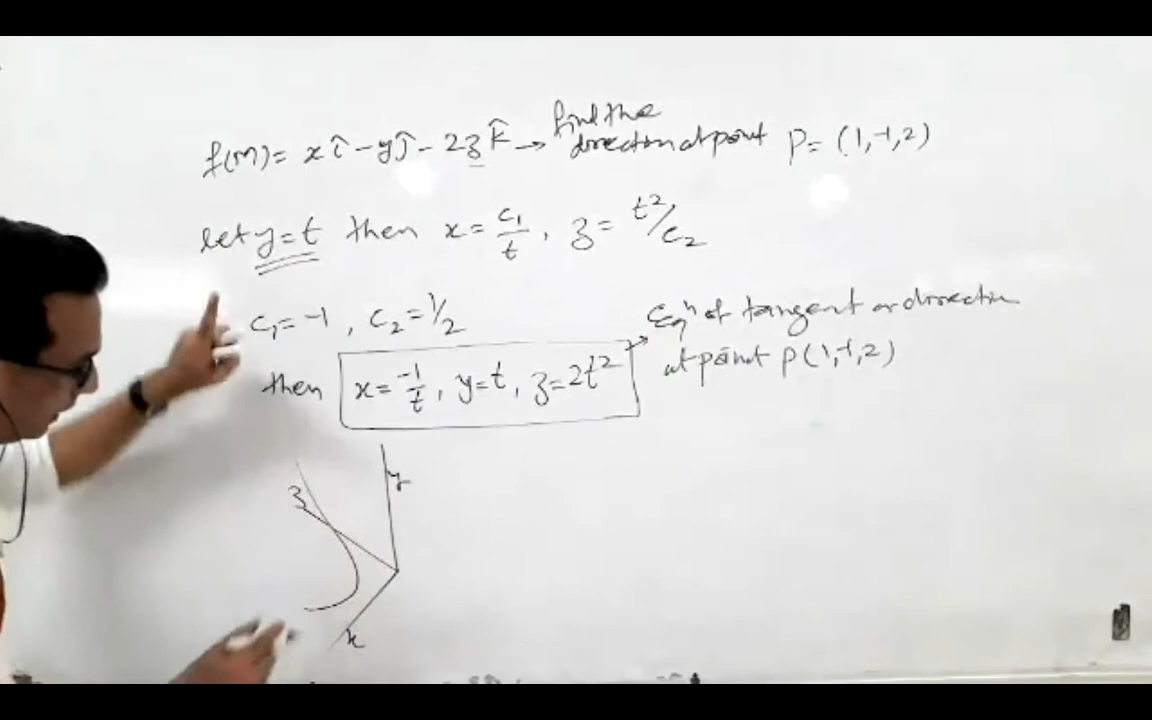 f(m) = xî - yĵ - 2zk̂ → find the
direction at point P = (1, -1, 2)
let y = t then x = c₁/t , z = t²/c₂
c₁ = -1 , c₂ = 1/2
then x = -1/t , y = t , z = 2t² → Eqⁿ of tangent or direction
at point P(1, -1, 2)
y
z
x